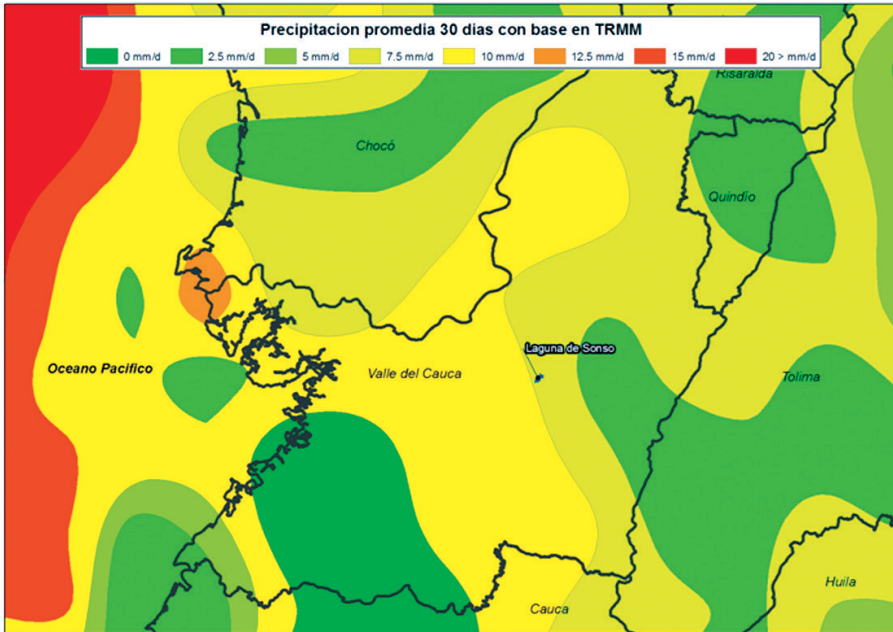 Precipitacion promedia 30 dias con base en TRMM
0 mm/d 2.5 mm/d 5 mm/d 7.5 mm/d 10 mm/d 12.5 mm/d 15 mm/d 20 > mm/d
Risaralda
Chocó
Quindío
Laguna de Sonso
Oceano Pacifico
Valle del Cauca
Tolima
Huila
Cauca